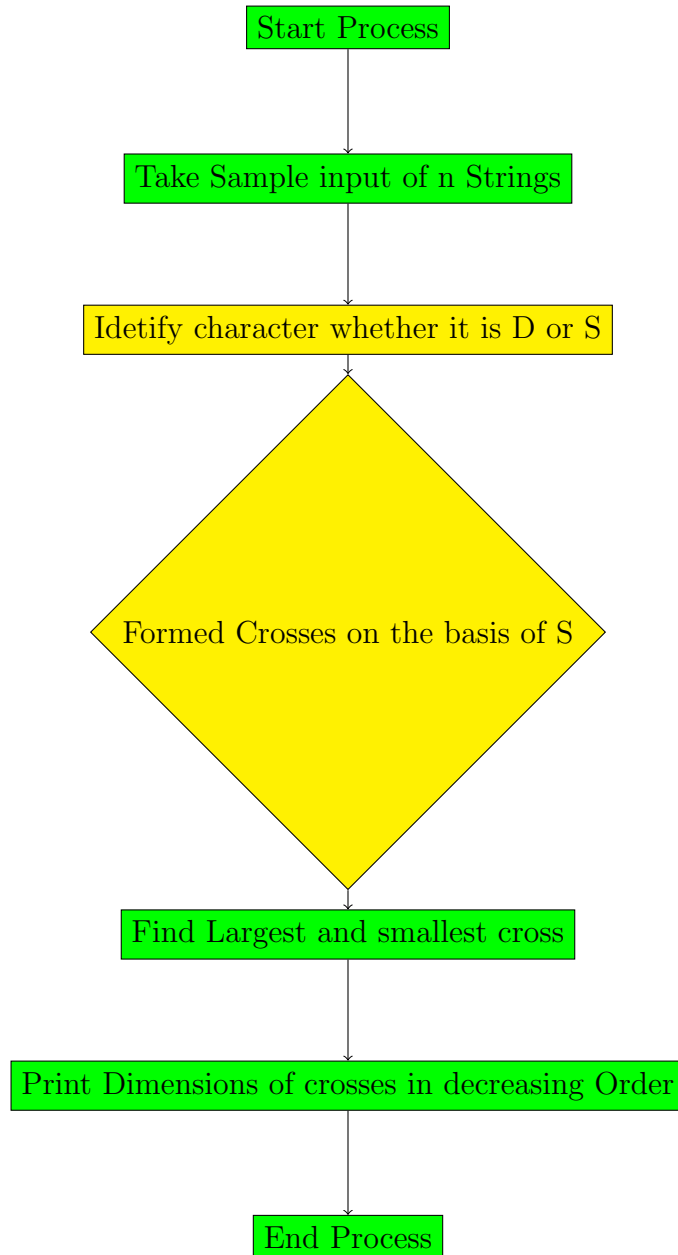 Start Process
Take Sample input of n Strings
Idetify character whether it is D or S
Formed Crosses on the basis of S
Find Largest and smallest cross
Print Dimensions of crosses in decreasing Order
End Process